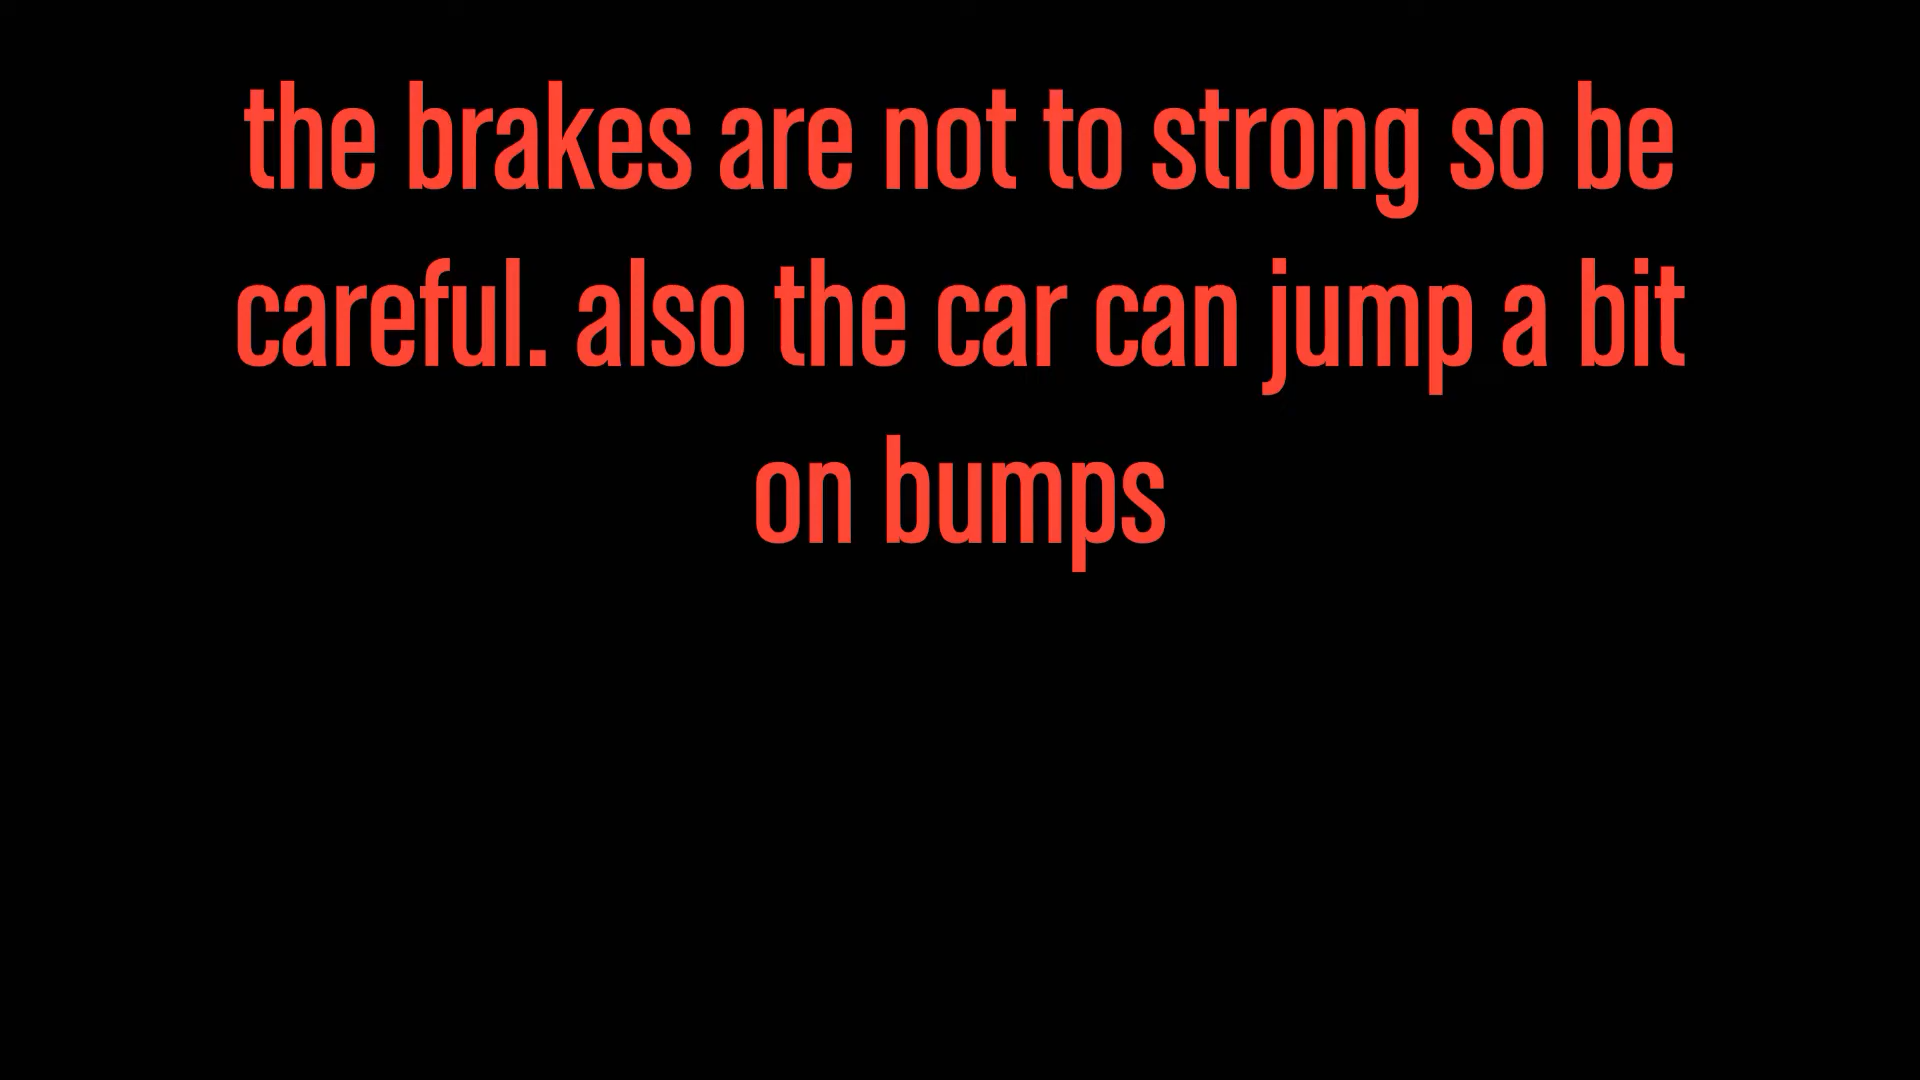 the brakes are not to strong so be
careful. also the car can jump a bit
on bumps